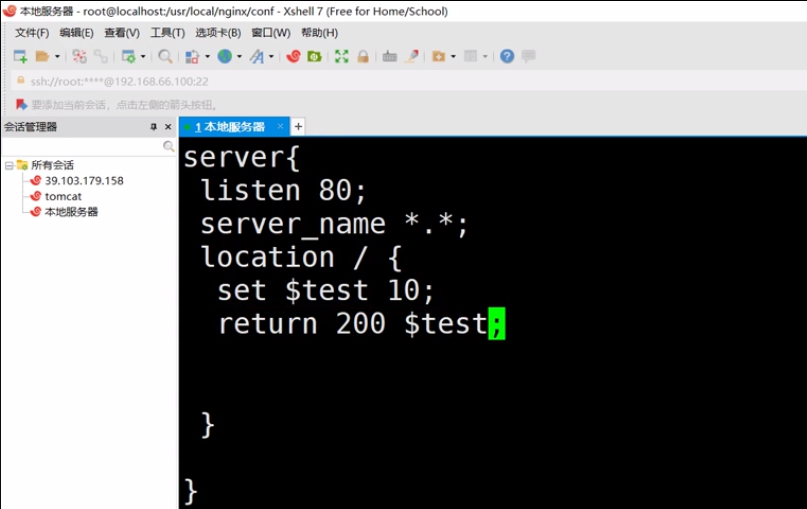 本地服务器 - root@localhost:/usr/local/nginx/conf - Xshell 7 (Free for Home/School)
文件(F) 编辑(E) 查看(V) 工具(T) 选项卡(B) 窗口(W) 帮助(H)
ssh://root:****@192.168.66.100:22
要添加当前会话，点击左侧的箭头按钮。
会话管理器
1 本地服务器
所有会话
39.103.179.158
tomcat
本地服务器
server{
listen 80;
server_name *.*;
location / {
set $test 10;
return 200 $test;
}
}